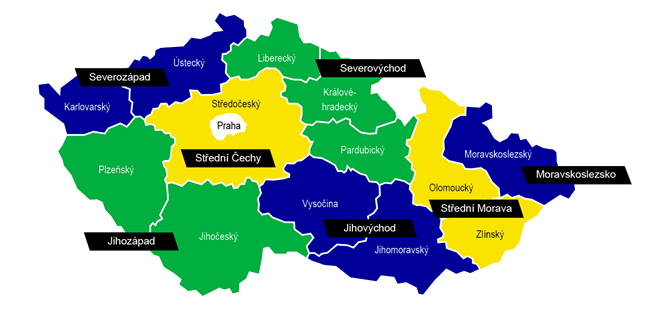 Ústecký
Liberecký
Severozápad
Severovýchod
Karlovarský
Středočeský
Králové-
hradecký
Praha
Plzeňský
Střední Čechy
Pardubický
Moravskoslezský
Moravskoslezsko
Olomoucký
Vysočina
Střední Morava
Jihozápad
Jihočeský
Jihovýchod
Zlínský
Jihomoravský